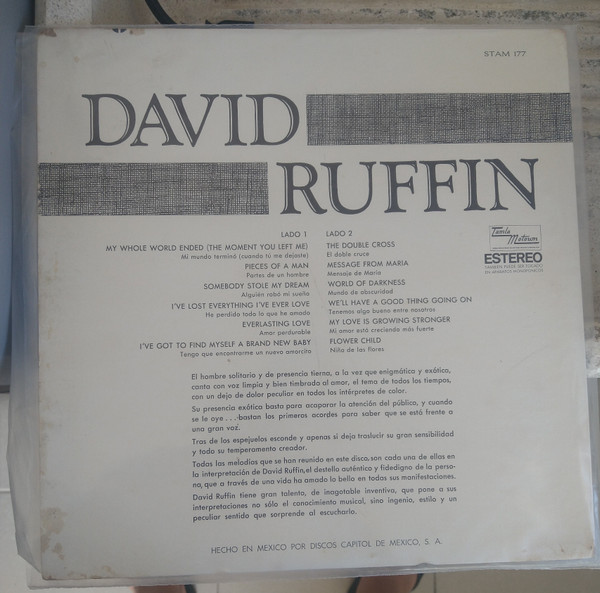 STAM 177
DAVID
RUFFIN
LADO 1
MY WHOLE WORLD ENDED (THE MOMENT YOU LEFT ME)
Mi mundo terminó (cuando tú me dejaste)
PIECES OF A MAN
Partes de un hombre
SOMEBODY STOLE MY DREAM
Alguien robó mi sueño
I'VE LOST EVERYTHING I'VE EVER LOVE
He perdido todo lo que he amado
EVERLASTING LOVE
Amor perdurable
I'VE GOT TO FIND MYSELF A BRAND NEW BABY
Tengo que encontrarme un nuevo amorcito
LADO 2
THE DOUBLE CROSS
El doble cruce
MESSAGE FROM MARIA
Mensaje de María
WORLD OF DARKNESS
Mundo de obscuridad
WE'LL HAVE A GOOD THING GOING ON
Tenemos algo bueno entre nosotros
MY LOVE IS GROWING STRONGER
Mi amor está creciendo más fuerte
FLOWER CHILD
Niña de las flores
Tamla
Motown
ESTEREO
TAMBIEN PUEDE SER TOCADO
EN APARATOS MONOFONICOS
El hombre solitario y de presencia tierna, a la vez que enigmática y exótica,
canta con voz limpia y bien timbrada al amor, el tema de todos los tiempos,
con un dejo de dolor peculiar en todos los intérpretes de color.
Su presencia exótica basta para acaparar la atención del público, y cuando
se le oye . . . bastan los primeros acordes para saber que se está frente a
una gran voz.
Tras de los espejuelos esconde y apenas si deja traslucir su gran sensibilidad
y todo su temperamento creador.
Todas las melodías que se han reunido en este disco, son cada una de ellas en
la interpretación de David Ruffin, el destello auténtico y fidedigno de la perso-
na, que a través de una vida ha amado lo bello en todas sus manifestaciones.
David Ruffin tiene gran talento, de inagotable inventiva, que pone a sus
interpretaciones no sólo el conocimiento musical, sino ingenio, estilo y un
peculiar sentido que sorprende al escucharlo.
HECHO EN MEXICO POR DISCOS CAPITOL DE MEXICO, S. A.